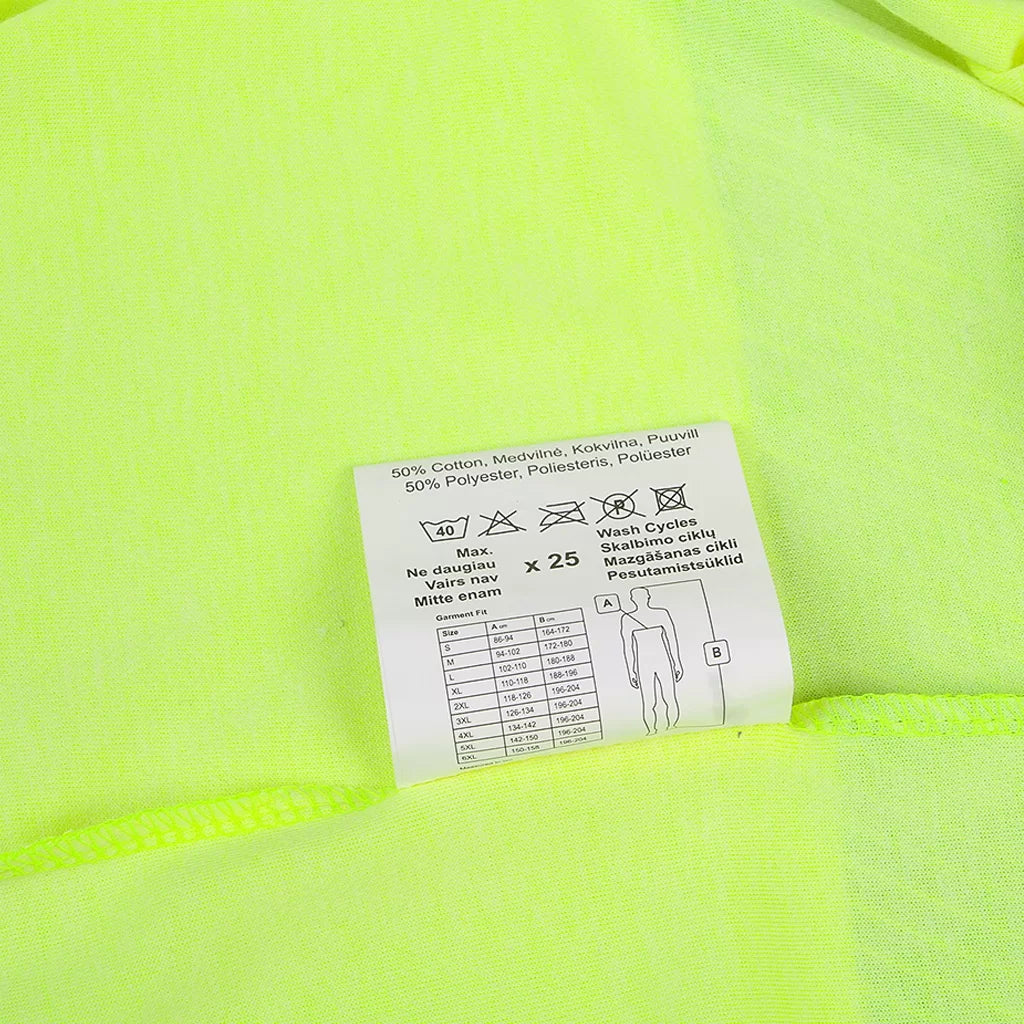 50% Cotton, Medvilnė, Kokvilna, Puuvill
50% Polyester, Poliesteris, Polüester
40
P
Max.
Ne daugiau
Vairs nav
Mitte enam
x 25
Wash Cycles
Skalbimo ciklų
Mazgāšanas cikli
Pesutamistsüklid
Garment Fit
Size A cm B cm
S 86-94 164-172
M 94-102 172-180
L 102-110 180-188
XL 110-118 188-196
2XL 118-126 196-204
3XL 126-134 196-204
4XL 134-142 196-204
5XL 142-150 196-204
6XL 150-158 196-204
A
B